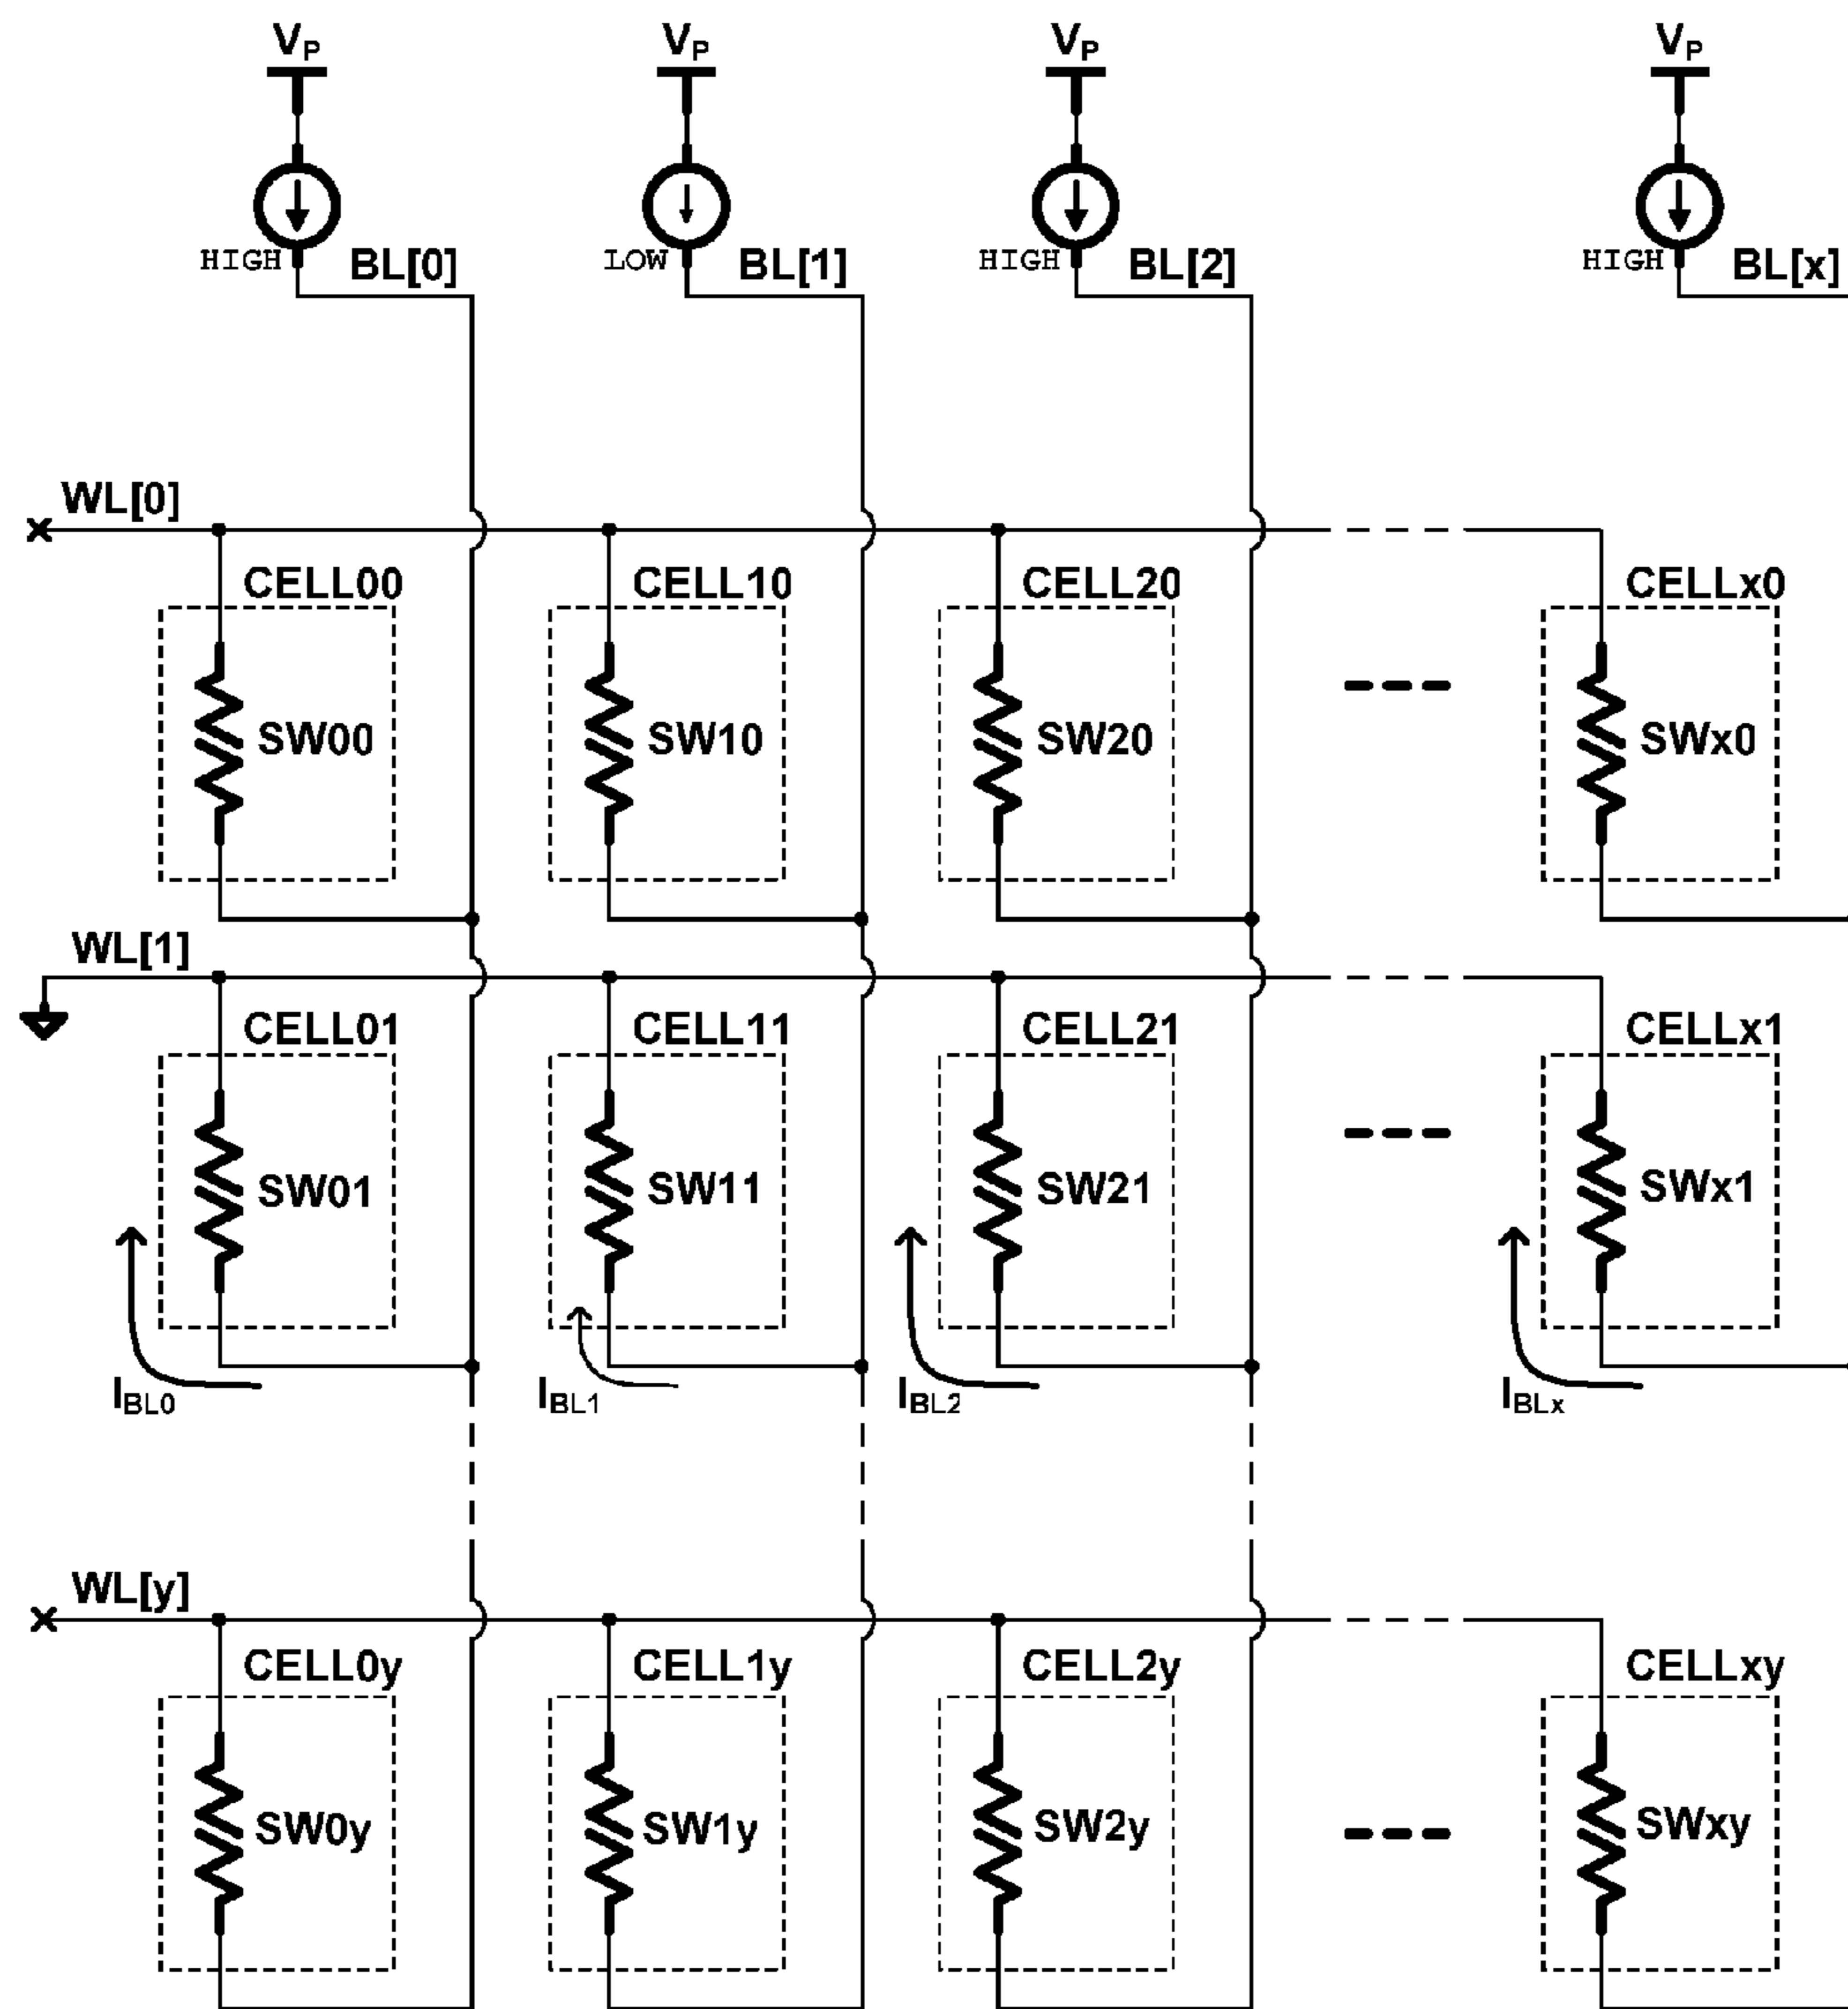 VP VP VP VP
HIGH BL[0] LOW BL[1] HIGH BL[2] HIGH BL[x]
WL[0]
CELL00 CELL10 CELL20 CELLx0
SW00 SW10 SW20 SWx0
WL[1]
CELL01 CELL11 CELL21 CELLx1
SW01 SW11 SW21 SWx1
IBL0 IBL1 IBL2 IBLx
WL[y]
CELL0y CELL1y CELL2y CELLxy
SW0y SW1y SW2y SWxy